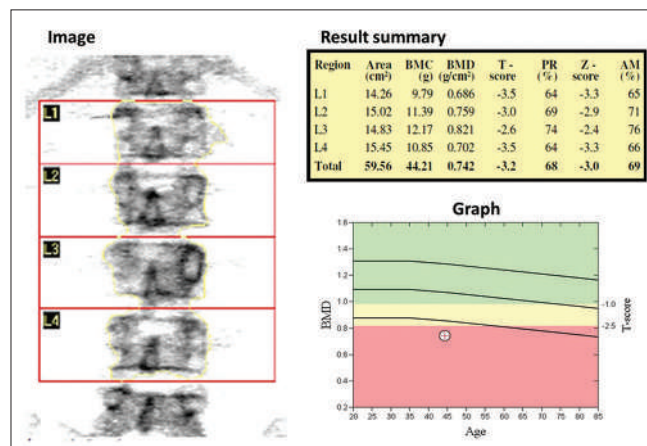 Image
L1
L2
L3
L4
Result summary
Region Area (cm²) BMC (g) BMD (g/cm²) T - score PR (%) Z - score AM (%)
L1 14.26 9.79 0.686 -3.5 64 -3.3 65
L2 15.02 11.39 0.759 -3.0 69 -2.9 71
L3 14.83 12.17 0.821 -2.6 74 -2.4 76
L4 15.45 10.85 0.702 -3.5 64 -3.3 66
Total 59.56 44.21 0.742 -3.2 68 -3.0 69
Graph
1.6
1.4
1.2
1.0
0.8
0.6
0.4
0.2
BMD
-1.0
-2.5
T-score
20 25 30 35 40 45 50 55 60 65 70 75 80 85
Age